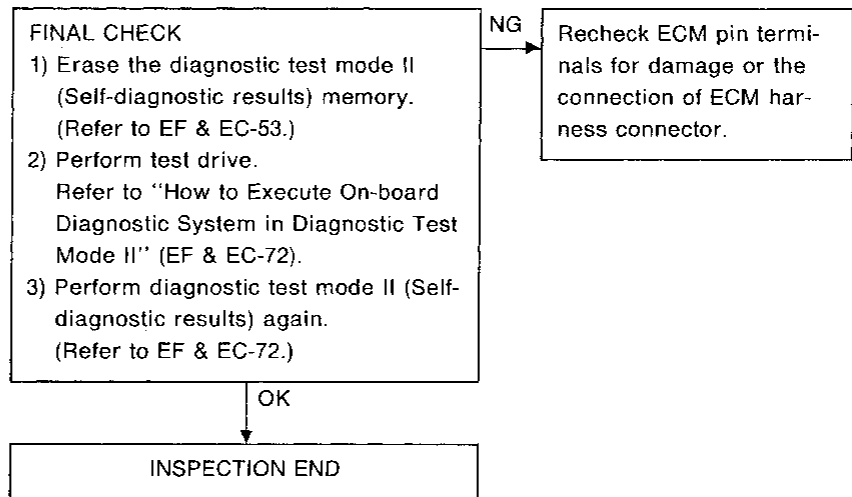 FINAL CHECK
1) Erase the diagnostic test mode II
(Self-diagnostic results) memory.
(Refer to EF & EC-53.)
2) Perform test drive.
Refer to "How to Execute On-board
Diagnostic System in Diagnostic Test
Mode II" (EF & EC-72).
3) Perform diagnostic test mode II (Self-
diagnostic results) again.
(Refer to EF & EC-72.)
NG
Recheck ECM pin termi-
nals for damage or the
connection of ECM har-
ness connector.
OK
INSPECTION END